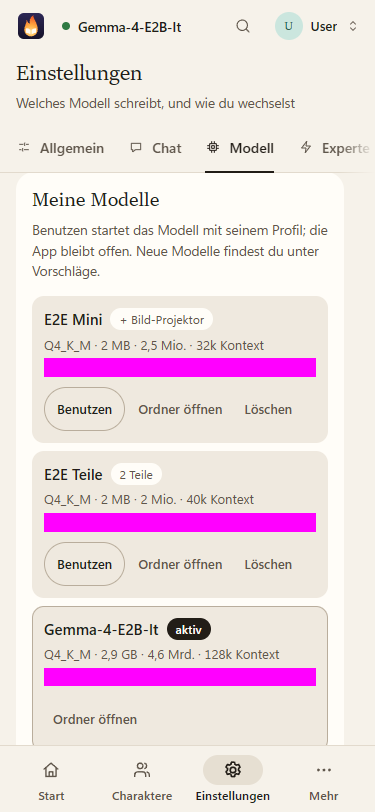 Gemma-4-E2B-It
U User
Einstellungen
Welches Modell schreibt, und wie du wechselst
Allgemein Chat Modell Experte
Meine Modelle
Benutzen startet das Modell mit seinem Profil; die
App bleibt offen. Neue Modelle findest du unter
Vorschläge.
E2E Mini + Bild-Projektor
Q4_K_M · 2 MB · 2,5 Mio. · 32k Kontext
Benutzen Ordner öffnen Löschen
E2E Teile 2 Teile
Q4_K_M · 2 MB · 2 Mio. · 40k Kontext
Benutzen Ordner öffnen Löschen
Gemma-4-E2B-It aktiv
Q4_K_M · 2,9 GB · 4,6 Mrd. · 128k Kontext
Ordner öffnen
Start Charaktere Einstellungen Mehr